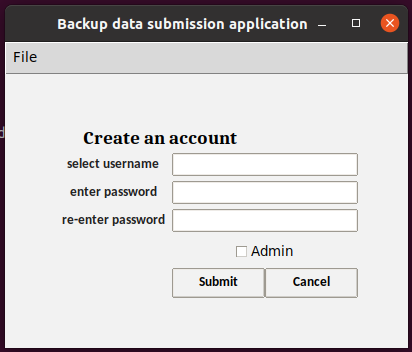 Backup data submission application
File
Create an account
select username
enter password
re-enter password
Admin
Submit Cancel